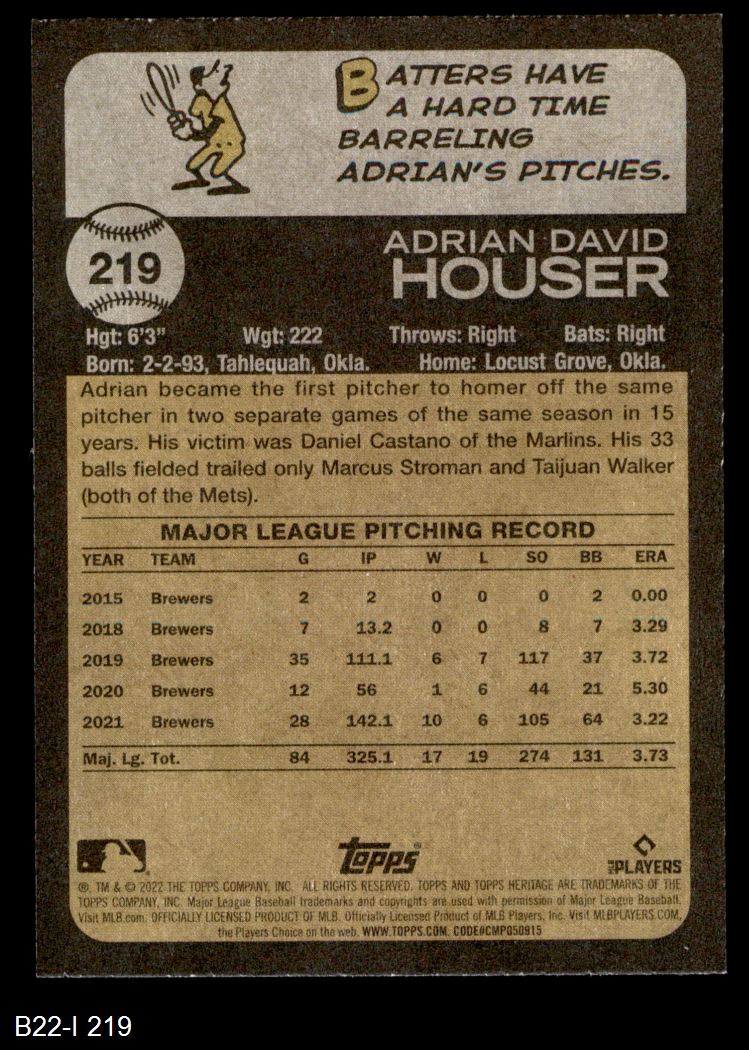 BATTERS HAVE
A HARD TIME
BARRELING
ADRIAN'S PITCHES.
219
ADRIAN DAVID
HOUSER
Hgt: 6'3" Wgt: 222 Throws: Right Bats: Right
Born: 2-2-93, Tahlequah, Okla. Home: Locust Grove, Okla.
Adrian became the first pitcher to homer off the same
pitcher in two separate games of the same season in 15
years. His victim was Daniel Castano of the Marlins. His 33
balls fielded trailed only Marcus Stroman and Taijuan Walker
(both of the Mets).
MAJOR LEAGUE PITCHING RECORD
YEAR TEAM G IP W L SO BB ERA
2015 Brewers 2 2 0 0 0 2 0.00
2018 Brewers 7 13.2 0 0 8 7 3.29
2019 Brewers 35 111.1 6 7 117 37 3.72
2020 Brewers 12 56 1 6 44 21 5.30
2021 Brewers 28 142.1 10 6 105 64 3.22
Maj. Lg. Tot. 84 325.1 17 19 274 131 3.73
Topps
MLB PLAYERS
®, TM & © 2022 THE TOPPS COMPANY, INC. ALL RIGHTS RESERVED. TOPPS AND TOPPS HERITAGE ARE TRADEMARKS OF THE
TOPPS COMPANY, INC. Major League Baseball trademarks and copyrights are used with permission of Major League Baseball.
Visit MLB.com. OFFICIALLY LICENSED PRODUCT OF MLB. Officially Licensed Product of MLB Players, Inc. Visit MLBPLAYERS.COM,
the Players Choice on the web. WWW.TOPPS.COM. CODE#CMP050915
B22-I 219